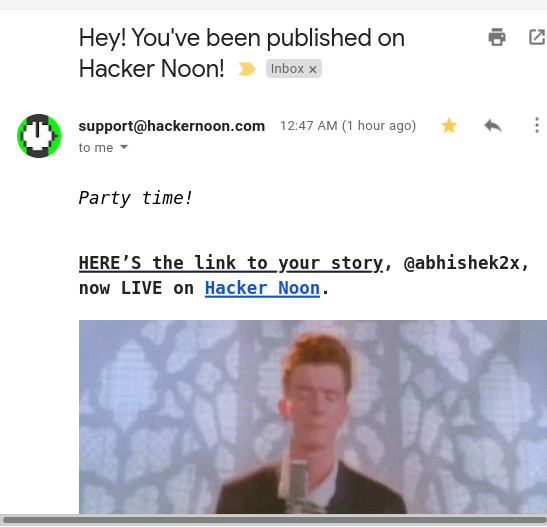 Hey! You've been published on
Hacker Noon! Inbox ×
support@hackernoon.com 12:47 AM (1 hour ago)
to me
Party time!
HERE’S the link to your story, @abhishek2x,
now LIVE on Hacker Noon.